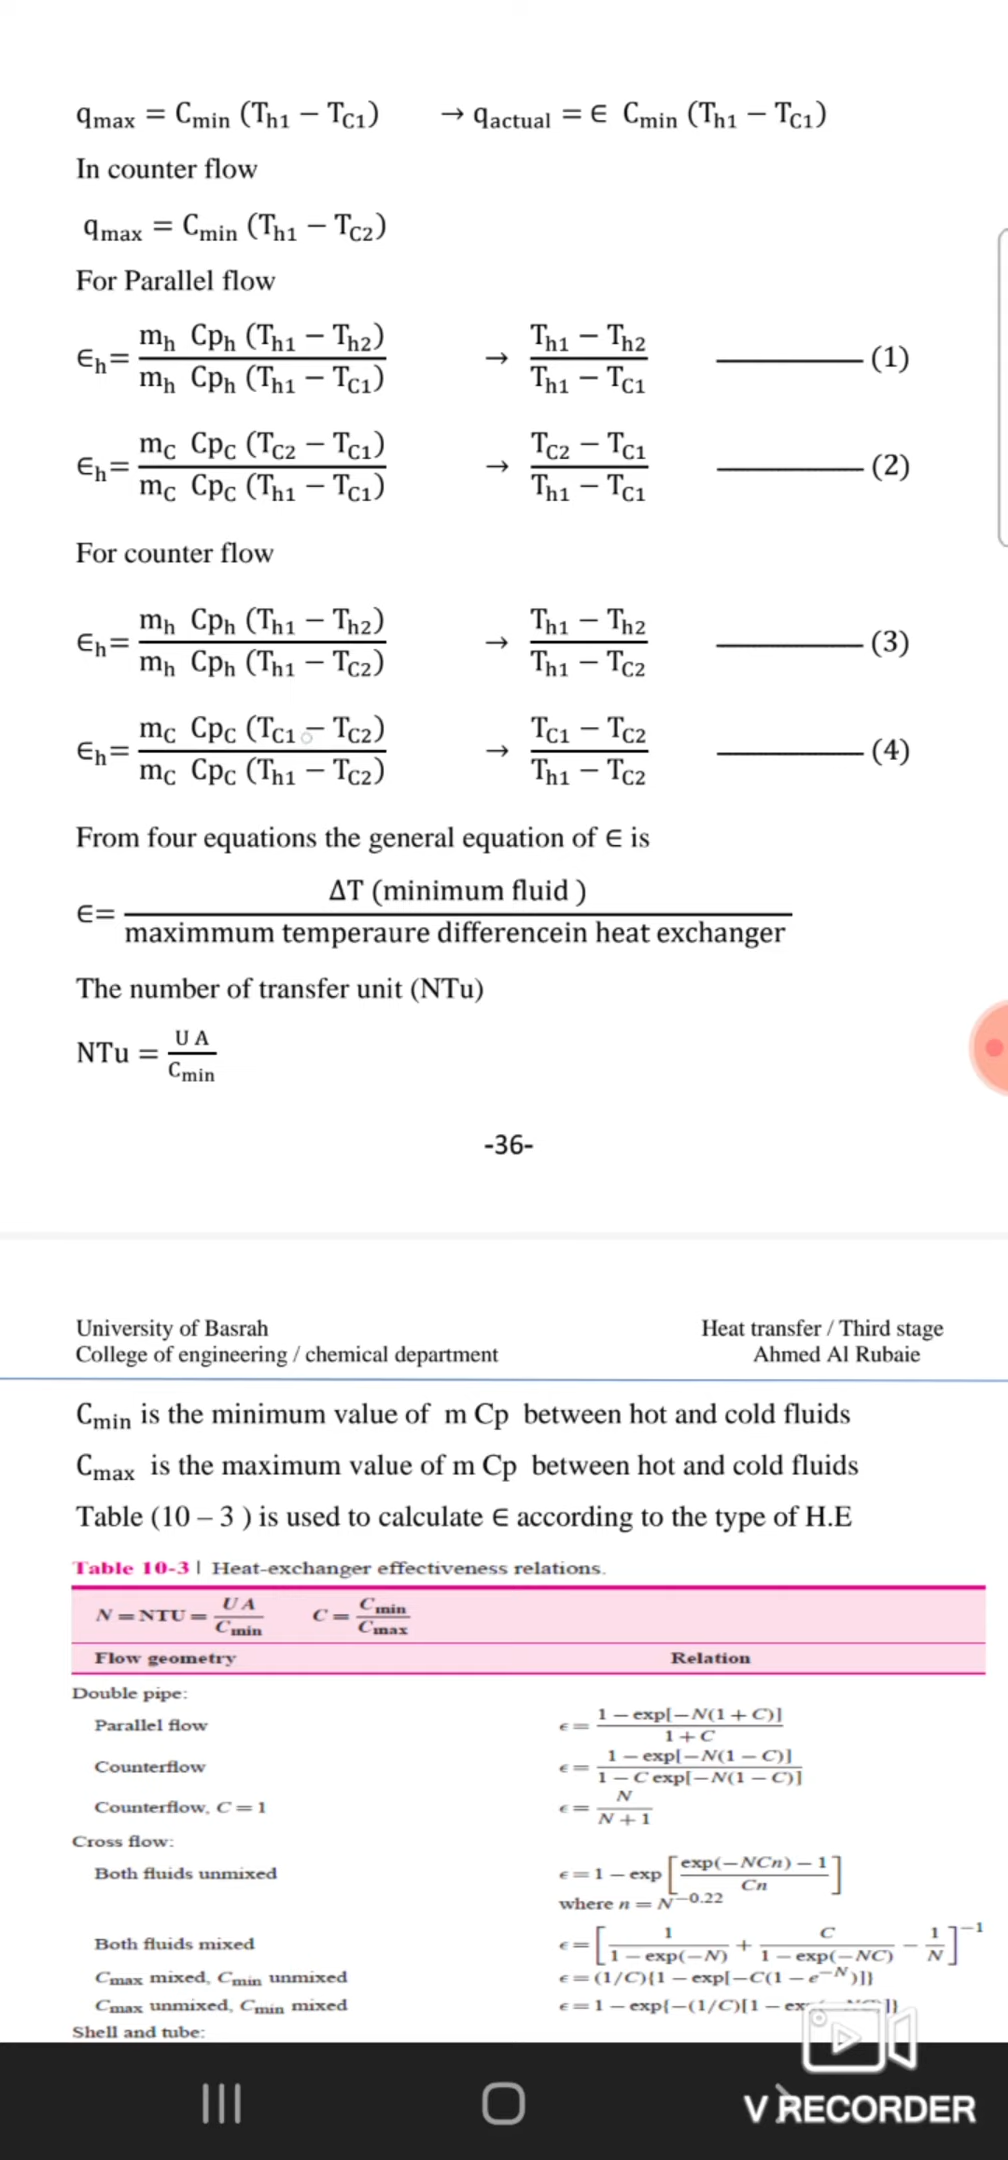 qmax = Cmin (Th1 − TC1) → qactual = ∈ Cmin (Th1 − TC1)
In counter flow
qmax = Cmin (Th1 − TC2)
For Parallel flow
∈h= mh Cph (Th1 − Th2) / mh Cph (Th1 − TC1) → Th1 − Th2 / Th1 − TC1 ———— (1)
∈h= mC CpC (TC2 − TC1) / mC CpC (Th1 − TC1) → TC2 − TC1 / Th1 − TC1 ———— (2)
For counter flow
∈h= mh Cph (Th1 − Th2) / mh Cph (Th1 − TC2) → Th1 − Th2 / Th1 − TC2 ———— (3)
∈h= mC CpC (TC1 − TC2) / mC CpC (Th1 − TC2) → TC1 − TC2 / Th1 − TC2 ———— (4)
From four equations the general equation of ∈ is
∈= ΔT (minimum fluid ) / maximmum temperaure differencein heat exchanger
The number of transfer unit (NTu)
NTu = U A / Cmin
-36-
University of Basrah Heat transfer / Third stage
College of engineering / chemical department Ahmed Al Rubaie
Cmin is the minimum value of m Cp between hot and cold fluids
Cmax is the maximum value of m Cp between hot and cold fluids
Table (10 – 3 ) is used to calculate ∈ according to the type of H.E
Table 10-3 | Heat-exchanger effectiveness relations.
N = NTU = UA / Cmin C = Cmin / Cmax
Flow geometry Relation
Double pipe:
Parallel flow ϵ = 1 − exp[−N(1 + C)] / 1 + C
Counterflow ϵ = 1 − exp[−N(1 − C)] / 1 − C exp[−N(1 − C)]
Counterflow, C = 1 ϵ = N / N + 1
Cross flow:
Both fluids unmixed ϵ = 1 − exp [ exp(−NCn) − 1 / Cn ]
where n = N^−0.22
Both fluids mixed ϵ = [ 1 / 1 − exp(−N) + C / 1 − exp(−NC) − 1 / N ]^−1
Cmax mixed, Cmin unmixed ϵ = (1/C){1 − exp[−C(1 − e^−N)]}
Cmax unmixed, Cmin mixed ϵ = 1 − exp{−(1/C)[1 −
Shell and tube:
V RECORDER